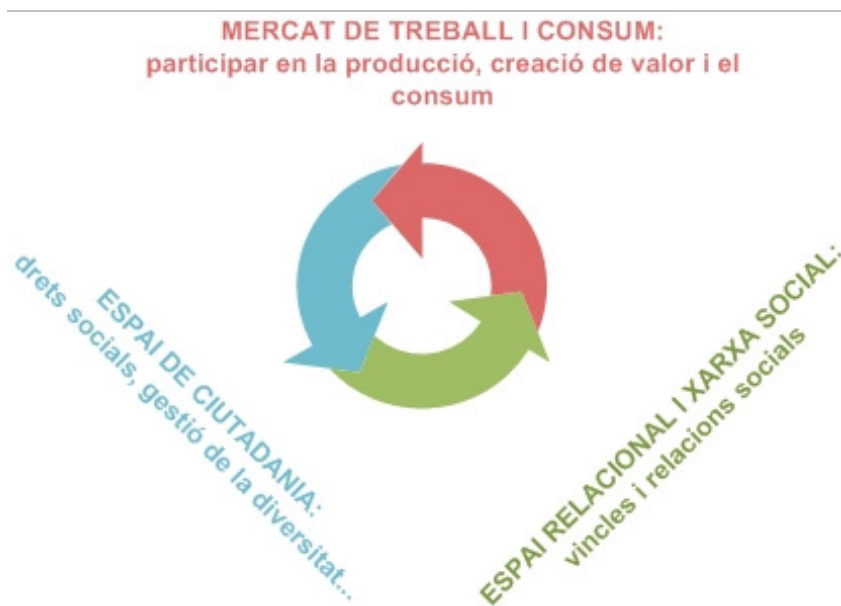 MERCAT DE TREBALL I CONSUM:
participar en la producció, creació de valor i el
consum
ESPAI DE CIUTADANIA:
drets socials, gestió de la diversitat...
ESPAI RELACIONAL I XARXA SOCIAL:
vincles i relacions socials